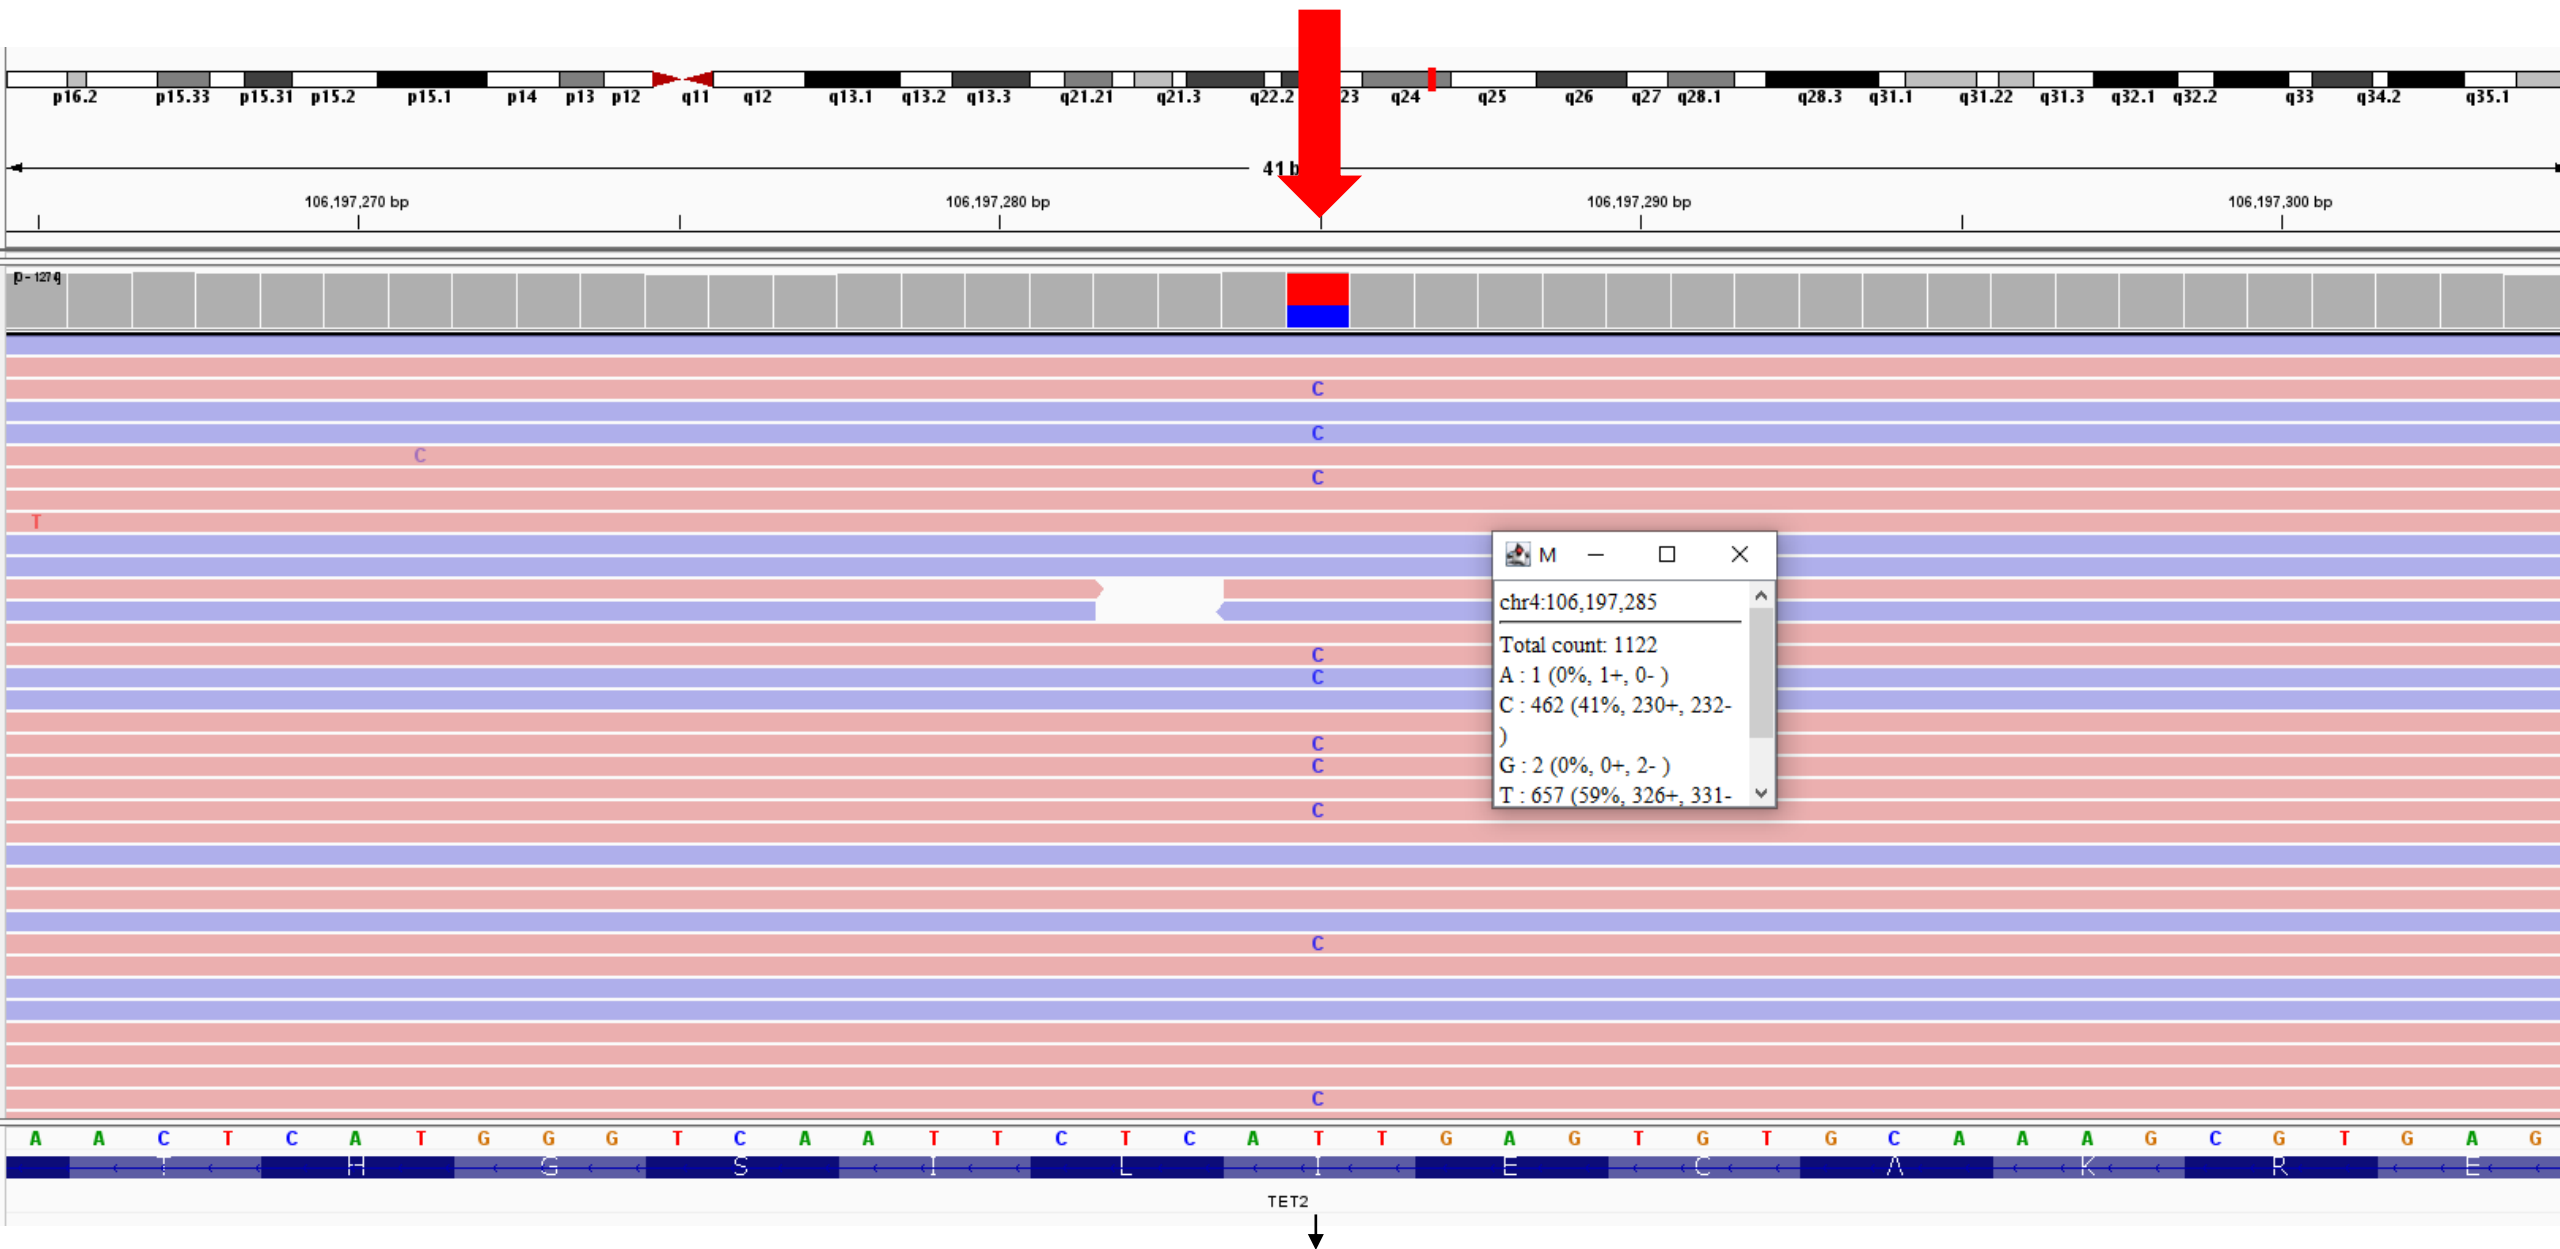 p16.2 p15.33 p15.31 p15.2 p15.1 p14 p13 p12 q11 q12 q13.1 q13.2 q13.3 q21.21 q21.3 q22.2 23 q24 q25 q26 q27 q28.1 q28.3 q31.1 q31.22 q31.3 q32.1 q32.2 q33 q34.2 q35.1
41 b
106,197,270 bp 106,197,280 bp 106,197,290 bp 106,197,300 bp
C
C
C
C
T
M
chr4:106,197,285
Total count: 1122
A : 1 (0%, 1+, 0- )
C : 462 (41%, 230+, 232-
)
G : 2 (0%, 0+, 2- )
T : 657 (59%, 326+, 331-
C
C
C
C
C
C
C
A A C T C A T G G G T C A A T T C T C A T T G A G T G T G C A A A G C G T G A G
T H G S I L I E C A K R E
TET2